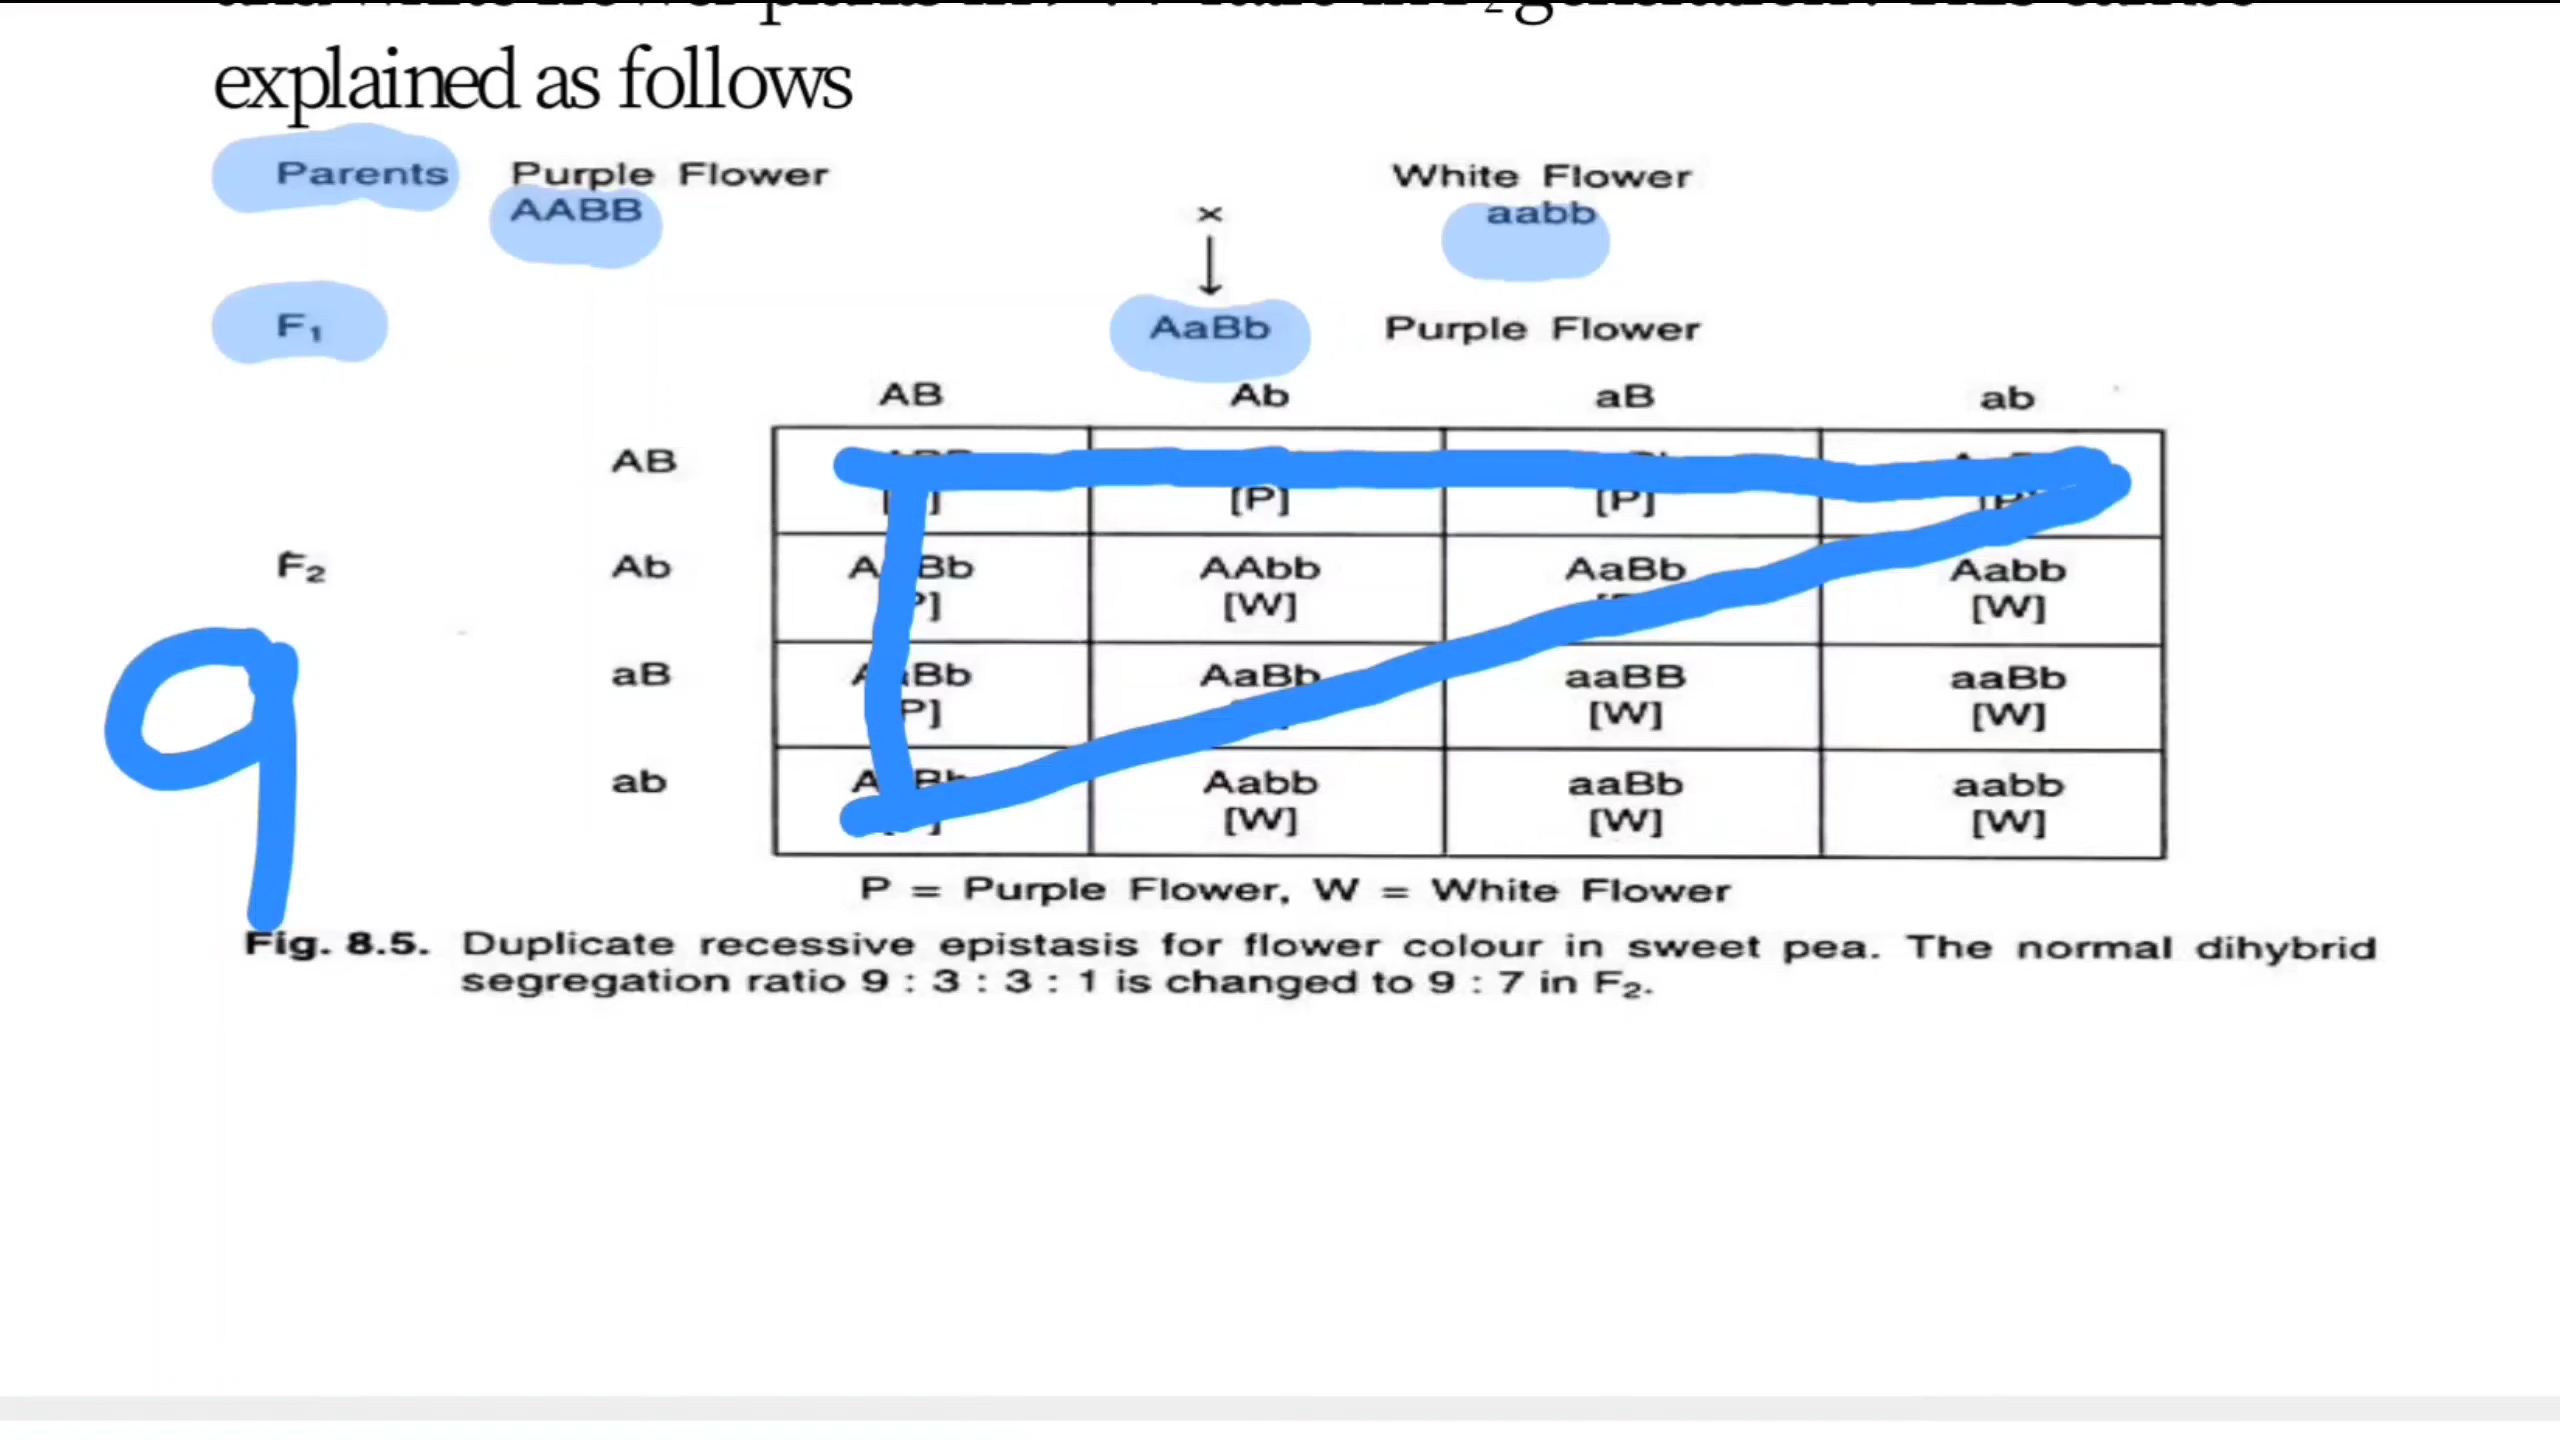 explained as follows
Parents Purple Flower White Flower
AABB × aabb
F₁ AaBb Purple Flower
AB Ab aB ab
AB
[P] [P]
F₂ Ab AAbb AaBb Aabb
[W] [W]
aB AaBb aaBB aaBb
[W] [W]
ab Aabb aaBb aabb
[W] [W] [W]
9
P = Purple Flower, W = White Flower
Fig. 8.5. Duplicate recessive epistasis for flower colour in sweet pea. The normal dihybrid
segregation ratio 9 : 3 : 3 : 1 is changed to 9 : 7 in F₂.